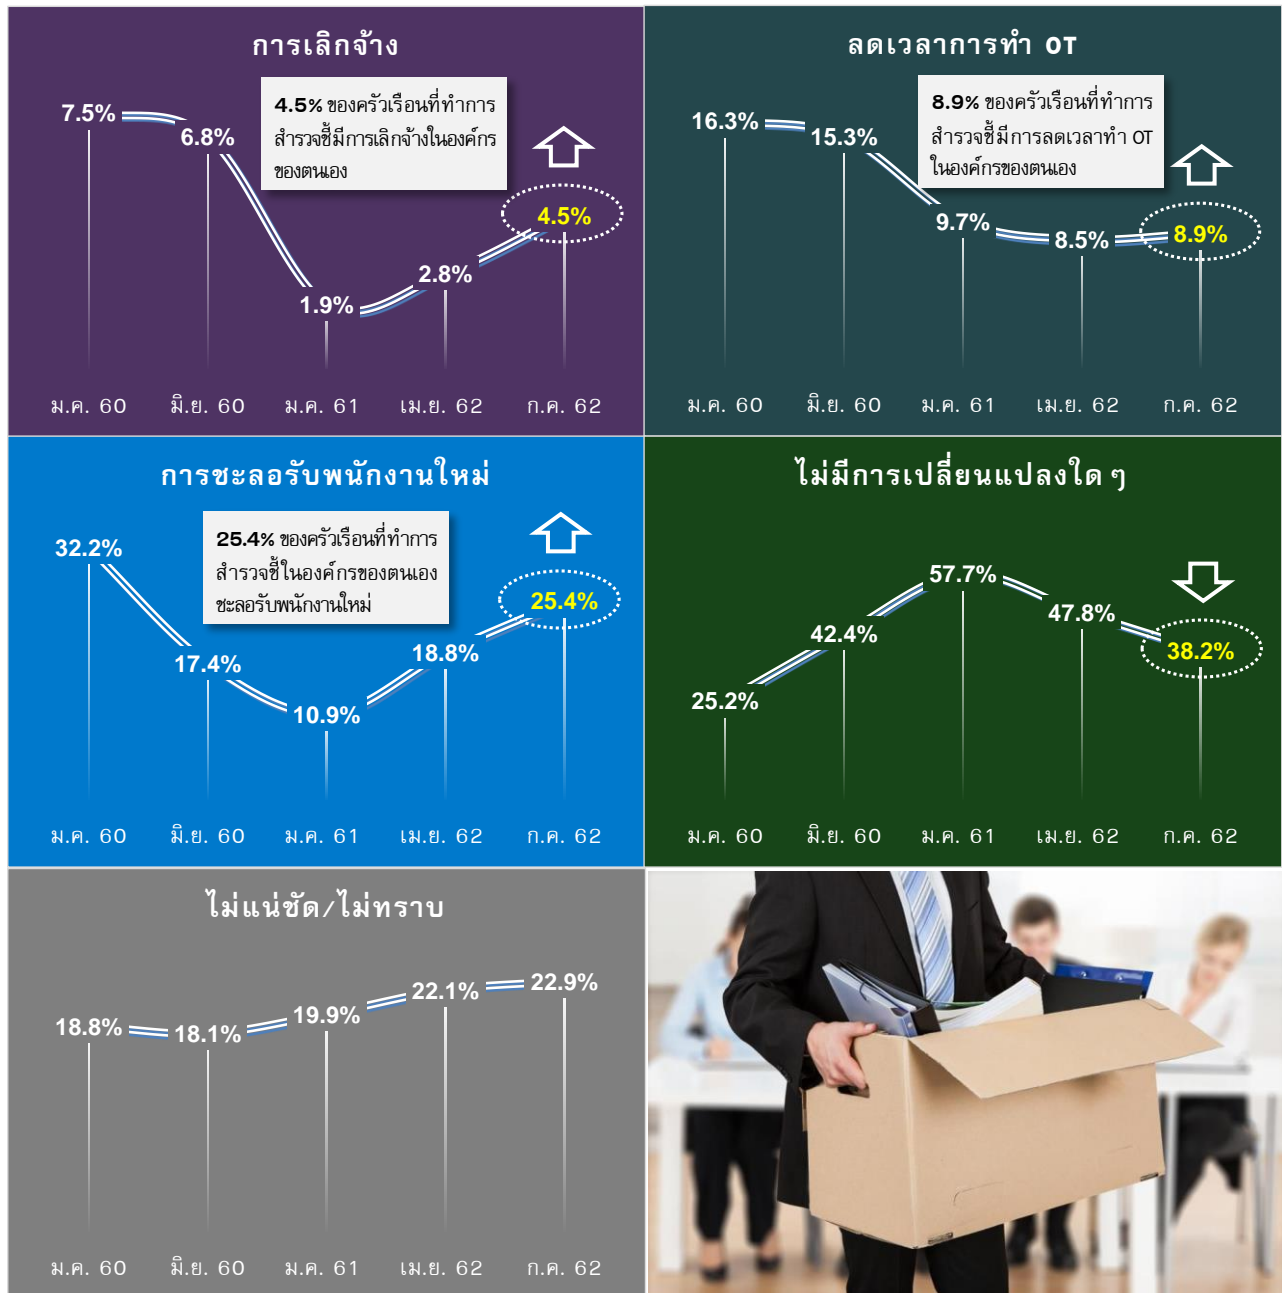 การเลิกจ้าง
4.5% ของครัวเรือนที่ทำการ
สำรวจชี้มีการเลิกจ้างในองค์กร
ของตนเอง
7.5%
6.8%
1.9%
2.8%
4.5%
ม.ค. 60
มิ.ย. 60
ม.ค. 61
เม.ย. 62
ก.ค. 62
ลดเวลาการทำ OT
8.9% ของครัวเรือนที่ทำการ
สำรวจชี้มีการลดเวลาทำ OT
ในองค์กรของตนเอง
16.3%
15.3%
9.7%
8.5%
8.9%
ม.ค. 60
มิ.ย. 60
ม.ค. 61
เม.ย. 62
ก.ค. 62
การชะลอรับพนักงานใหม่
25.4% ของครัวเรือนที่ทำการ
สำรวจชี้ในองค์กรของตนเอง
ชะลอรับพนักงานใหม่
32.2%
17.4%
10.9%
18.8%
25.4%
ม.ค. 60
มิ.ย. 60
ม.ค. 61
เม.ย. 62
ก.ค. 62
ไม่มีการเปลี่ยนแปลงใด ๆ
25.2%
42.4%
57.7%
47.8%
38.2%
ม.ค. 60
มิ.ย. 60
ม.ค. 61
เม.ย. 62
ก.ค. 62
ไม่แน่ชัด/ไม่ทราบ
18.8%
18.1%
19.9%
22.1%
22.9%
ม.ค. 60
มิ.ย. 60
ม.ค. 61
เม.ย. 62
ก.ค. 62